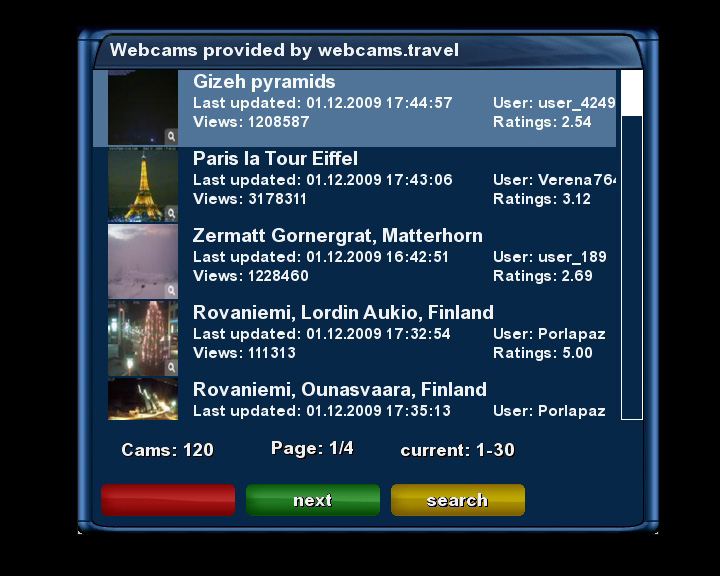 Webcams provided by webcams.travel
Gizeh pyramids
Last updated: 01.12.2009 17:44:57 User: user_4249
Views: 1208587 Ratings: 2.54
Paris la Tour Eiffel
Last updated: 01.12.2009 17:43:06 User: Verena764
Views: 3178311 Ratings: 3.12
Zermatt Gornergrat, Matterhorn
Last updated: 01.12.2009 16:42:51 User: user_189
Views: 1228460 Ratings: 2.69
Rovaniemi, Lordin Aukio, Finland
Last updated: 01.12.2009 17:32:54 User: Porlapaz
Views: 111313 Ratings: 5.00
Rovaniemi, Ounasvaara, Finland
Last updated: 01.12.2009 17:35:13 User: Porlapaz
Cams: 120 Page: 1/4 current: 1-30
next search